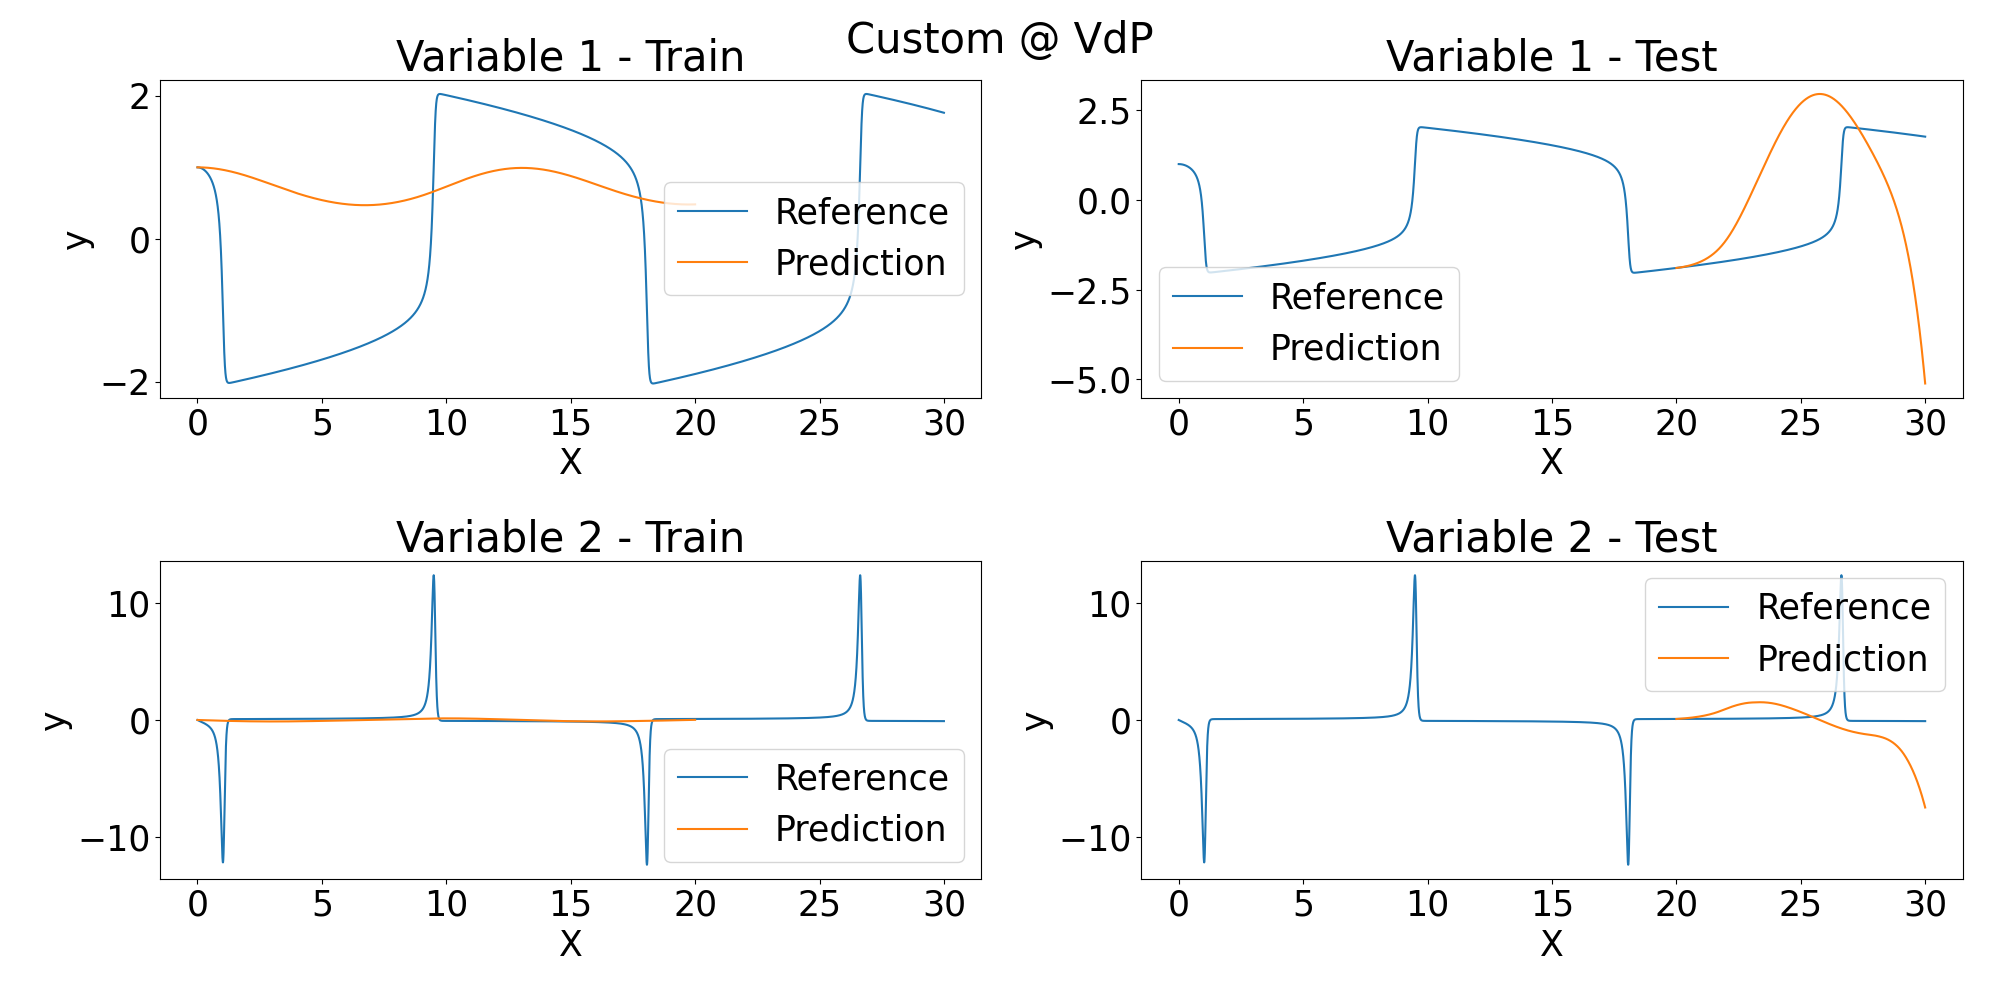 Custom @ VdP
Variable 1 - Train
2
0
−2
y
0 5 10 15 20 25 30
X
Reference
Prediction
Variable 1 - Test
2.5
0.0
−2.5
−5.0
y
0 5 10 15 20 25 30
X
Reference
Prediction
Variable 2 - Train
10
0
−10
y
0 5 10 15 20 25 30
X
Reference
Prediction
Variable 2 - Test
10
0
−10
y
0 5 10 15 20 25 30
X
Reference
Prediction